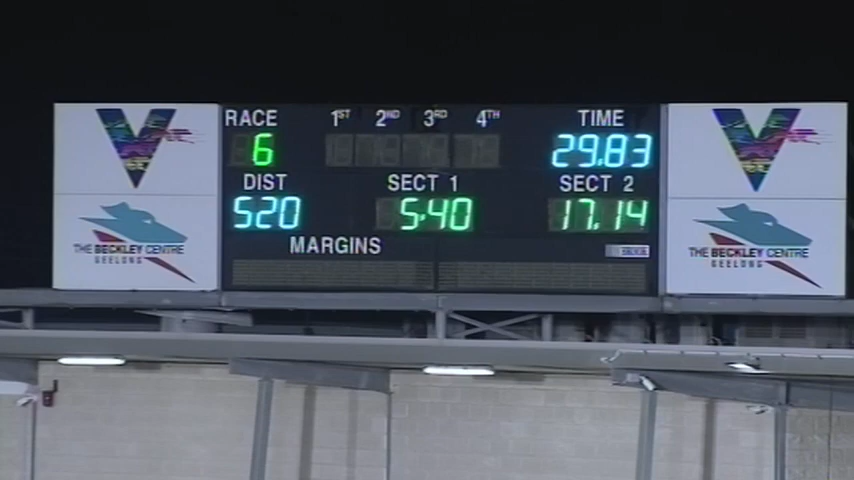 RACE 1ST 2ND 3RD 4TH TIME
6 29.83
DIST SECT 1 SECT 2
520 5.40 17.14
MARGINS
V
THE BECKLEY CENTRE
GEELONG
V
THE BECKLEY CENTRE
GEELONG